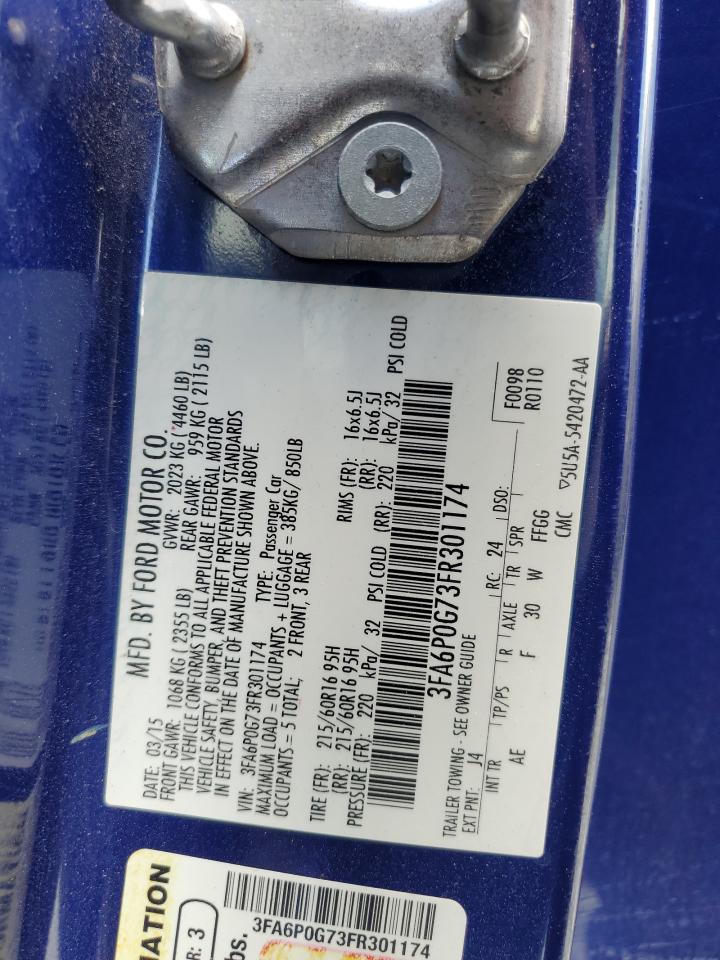 MFD. BY FORD MOTOR CO.
DATE: 03/15 GVWR: 2023 KG ( 4460 LB)
FRONT GAWR: 1068 KG ( 2355 LB) REAR GAWR: 959 KG ( 2115 LB)
THIS VEHICLE CONFORMS TO ALL APPLICABLE FEDERAL MOTOR
VEHICLE SAFETY, BUMPER, AND THEFT PREVENTION STANDARDS
IN EFFECT ON THE DATE OF MANUFACTURE SHOWN ABOVE.
VIN: 3FA6P0G73FR301174 TYPE: Passenger Car
MAXIMUM LOAD = OCCUPANTS + LUGGAGE = 385KG/ 850LB
OCCUPANTS = 5 TOTAL; 2 FRONT, 3 REAR
TIRE (FR): 215/60R16 95H RIMS (FR): 16x6.5J
(RR): 215/60R16 95H (RR): 16x6.5J
PRESSURE (FR): 220 kPa/ 32 PSI COLD (RR): 220 kPa/ 32 PSI COLD
3FA6P0G73FR301174
TRAILER TOWING - SEE OWNER GUIDE
EXT PNT: J4 RC: 24 DSO:
F0098
R0110
INT TR TP/PS R AXLE TR SPR
AE F 30 W FFGG
CMC ▽5U5A-5420472-AA
MATION
R: 3
bs.
3FA6P0G73FR301174